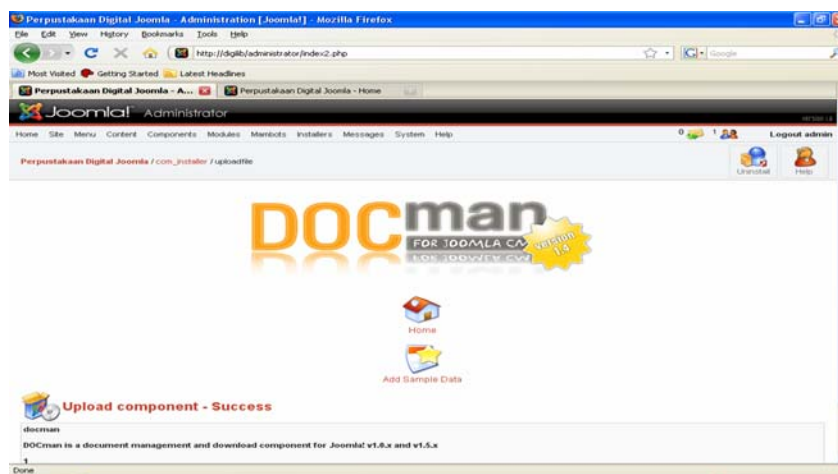 Perpustakaan Digital Joomla - Administration [Joomla!] - Mozilla Firefox
File Edit View History Bookmarks Tools Help
http://digilib/administrator/index2.php
Google
Most Visited Getting Started Latest Headlines
Perpustakaan Digital Joomla - A... Perpustakaan Digital Joomla - Home
Joomla! Administrator
Home Site Menu Content Components Modules Mambots Installers Messages System Help 0 1 Logout admin
Perpustakaan Digital Joomla / com_installer / uploadfile
Uninstall Help
DOCman
FOR JOOMLA CM
version
1.4
Home
Add Sample Data
Upload component - Success
docman
DOCman is a document management and download component for Joomla! v1.0.x and v1.5.x
1
Done